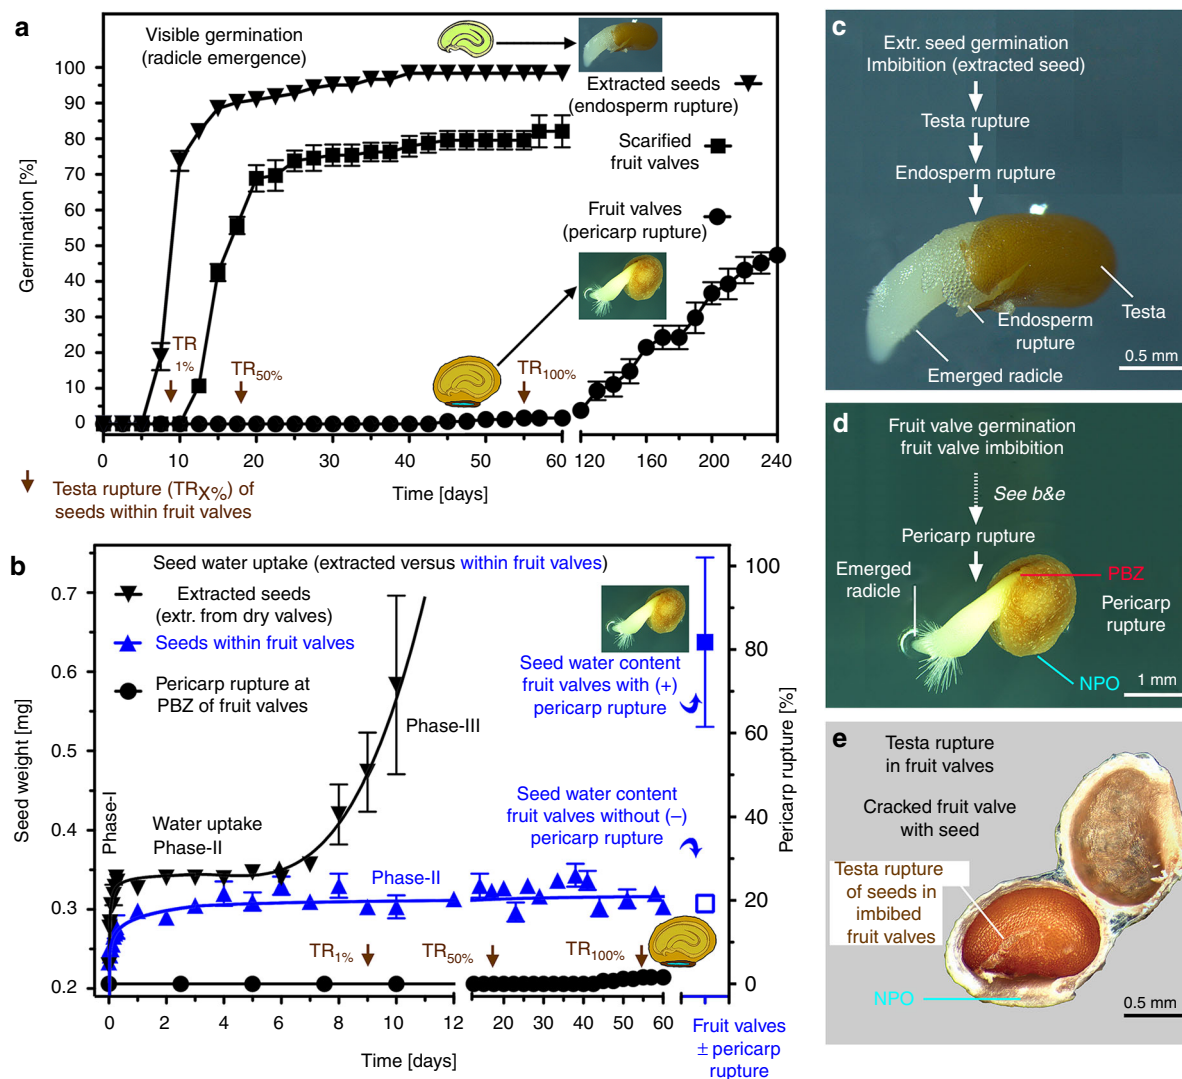 a
Visible germination
(radicle emergence)
Extracted seeds
(endosperm rupture)
Scarified
fruit valves
Fruit valves
(pericarp rupture)
Germination [%]
100
90
80
70
60
50
40
30
20
10
0
TR
1%
TR50%
TR100%
0 10 20 30 40 50 60 120 160 200 240
Time [days]
Testa rupture (TRX%) of
seeds within fruit valves
b
Seed water uptake (extracted versus within fruit valves)
Extracted seeds
(extr. from dry valves)
Seeds within fruit valves
Pericarp rupture at
PBZ of fruit valves
Seed weight [mg]
0.7
0.6
0.5
0.4
0.3
0.2
Phase-I
Water uptake
Phase-II
Phase-III
Phase-II
Seed water content
fruit valves with (+)
pericarp rupture
Seed water content
fruit valves without (–)
pericarp rupture
TR1%
TR50%
TR100%
100
80
60
40
20
0
Pericarp rupture [%]
0 2 4 6 8 10 12 20 30 40 50 60
Time [days]
Fruit valves
± pericarp
rupture
c
Extr. seed germination
Imbibition (extracted seed)
Testa rupture
Endosperm rupture
Testa
Endosperm
rupture
Emerged radicle
0.5 mm
d
Fruit valve germination
fruit valve imbibition
See b&e
Pericarp rupture
Emerged
radicle
PBZ
Pericarp
rupture
NPO
1 mm
e
Testa rupture
in fruit valves
Cracked fruit valve
with seed
Testa rupture
of seeds in
imbibed
fruit valves
NPO
0.5 mm